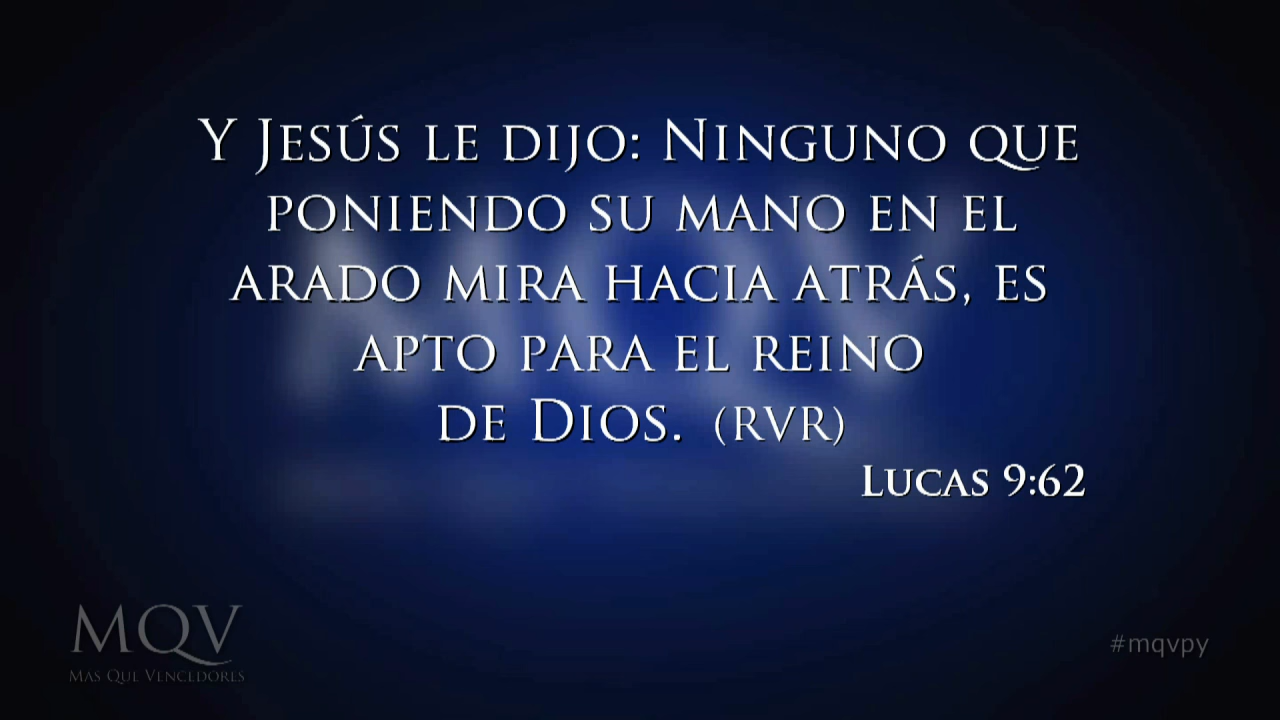 Y Jesús le dijo: Ninguno que
poniendo su mano en el
arado mira hacia atrás, es
apto para el reino
de Dios. (RVR)
Lucas 9:62
MQV
Mas Que Vencedores
#mqvpy